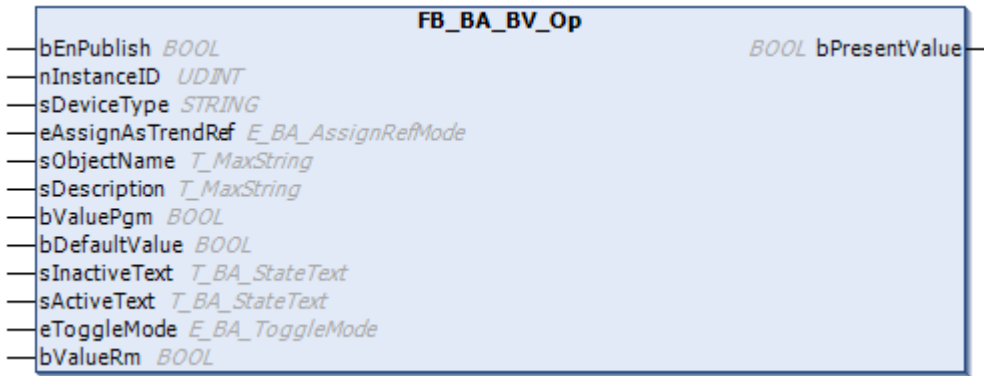 FB_BA_BV_Op
bEnPublish BOOL BOOL bPresentValue
nInstanceID UDINT
sDeviceType STRING
eAssignAsTrendRef E_BA_AssignRefMode
sObjectName T_MaxString
sDescription T_MaxString
bValuePgm BOOL
bDefaultValue BOOL
sInactiveText T_BA_StateText
sActiveText T_BA_StateText
eToggleMode E_BA_ToggleMode
bValueRm BOOL